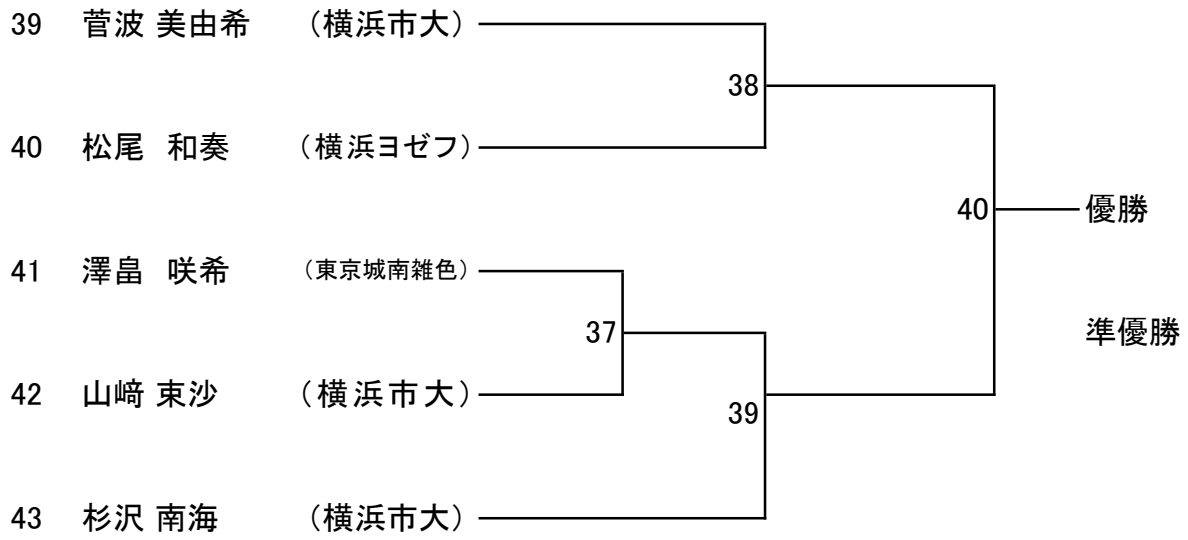 39 菅波 美由希 （横浜市大）
38
40 松尾 和奏 （横浜ヨゼフ）
40 優勝
41 澤畠 咲希 （東京城南雑色）
37
準優勝
42 山﨑 束沙 （横浜市大）
39
43 杉沢 南海 （横浜市大）